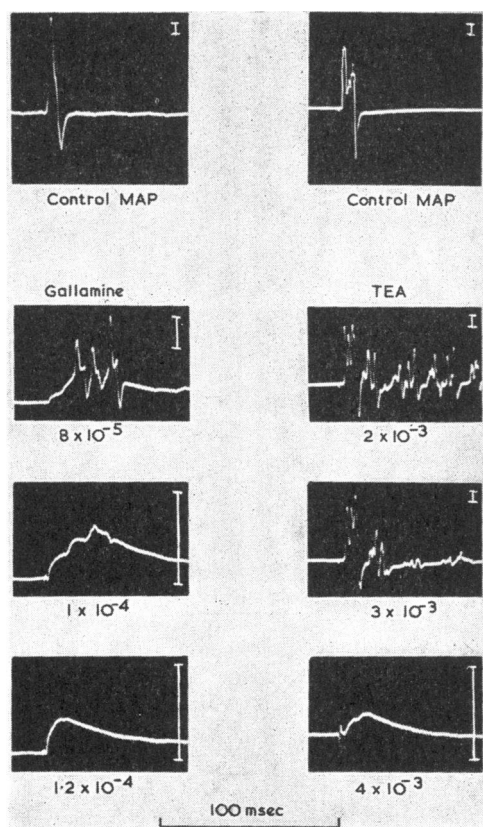 Control MAP
Control MAP
Gallamine
TEA
8 x 10⁻⁵
2 x 10⁻³
1 x 10⁻⁴
3 x 10⁻³
1·2 x 10⁻⁴
4 x 10⁻³
100 msec